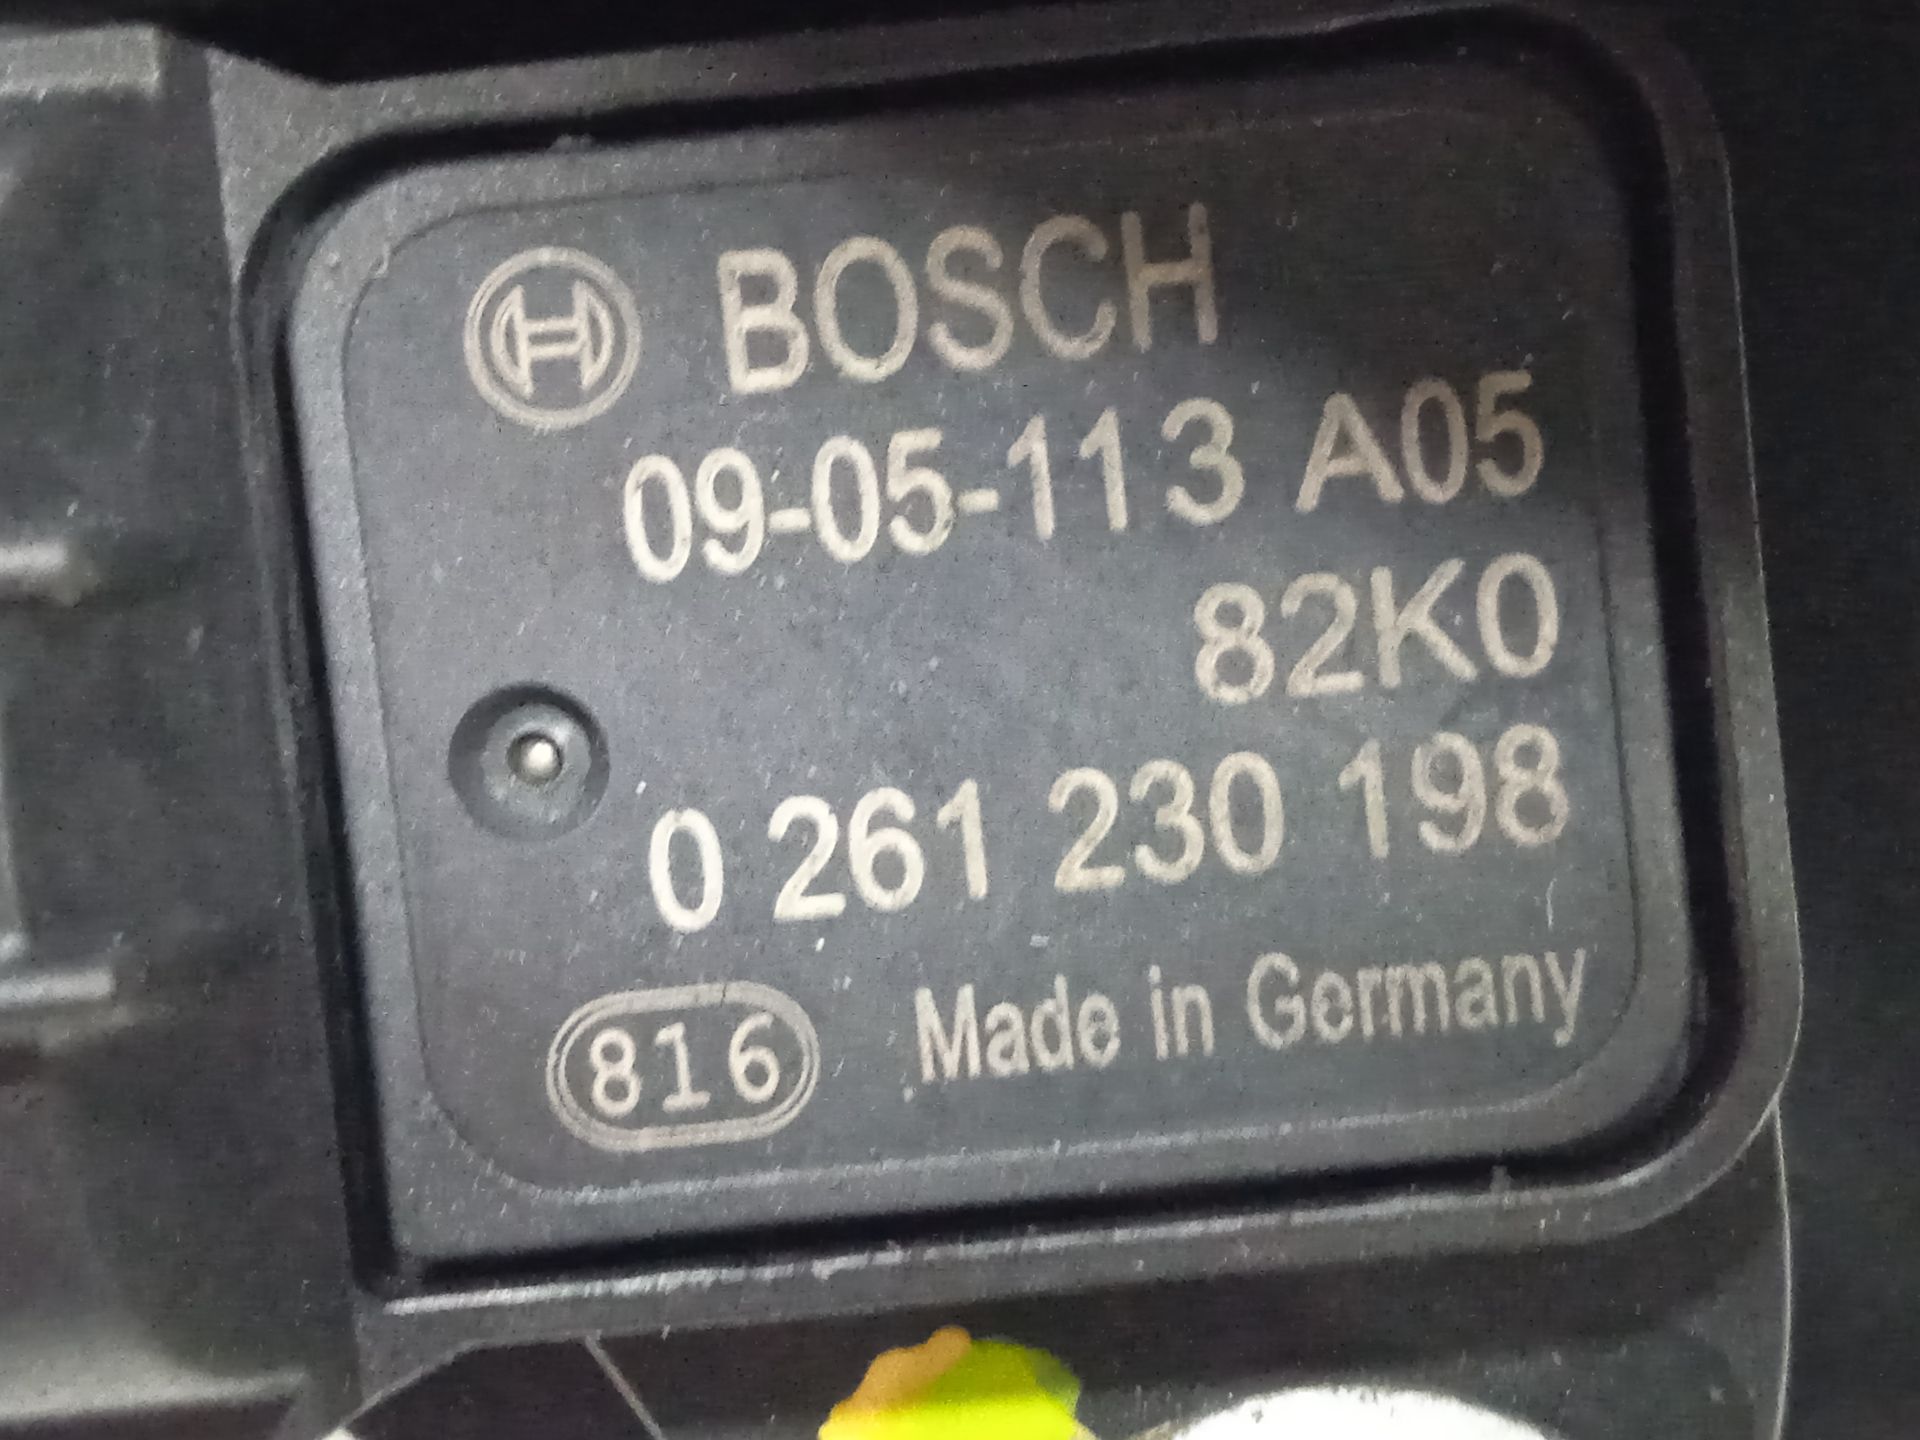 BOSCH
09-05-113 A05
82K0
0 261 230 198
816 Made in Germany